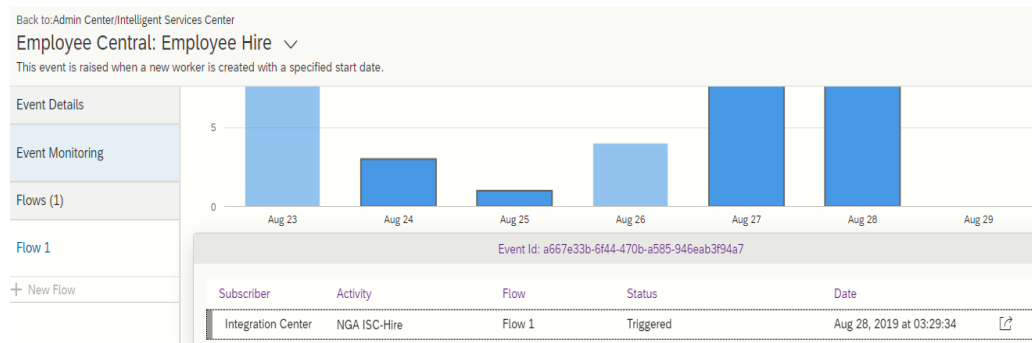 Back to:Admin Center/Intelligent Services Center
Employee Central: Employee Hire
This event is raised when a new worker is created with a specified start date.
Event Details
Event Monitoring
Flows (1)
Flow 1
+ New Flow
5
0
Aug 23 Aug 24 Aug 25 Aug 26 Aug 27 Aug 28 Aug 29
Event Id: a667e33b-6f44-470b-a585-946eab3f94a7
Subscriber Activity Flow Status Date
Integration Center NGA ISC-Hire Flow 1 Triggered Aug 28, 2019 at 03:29:34